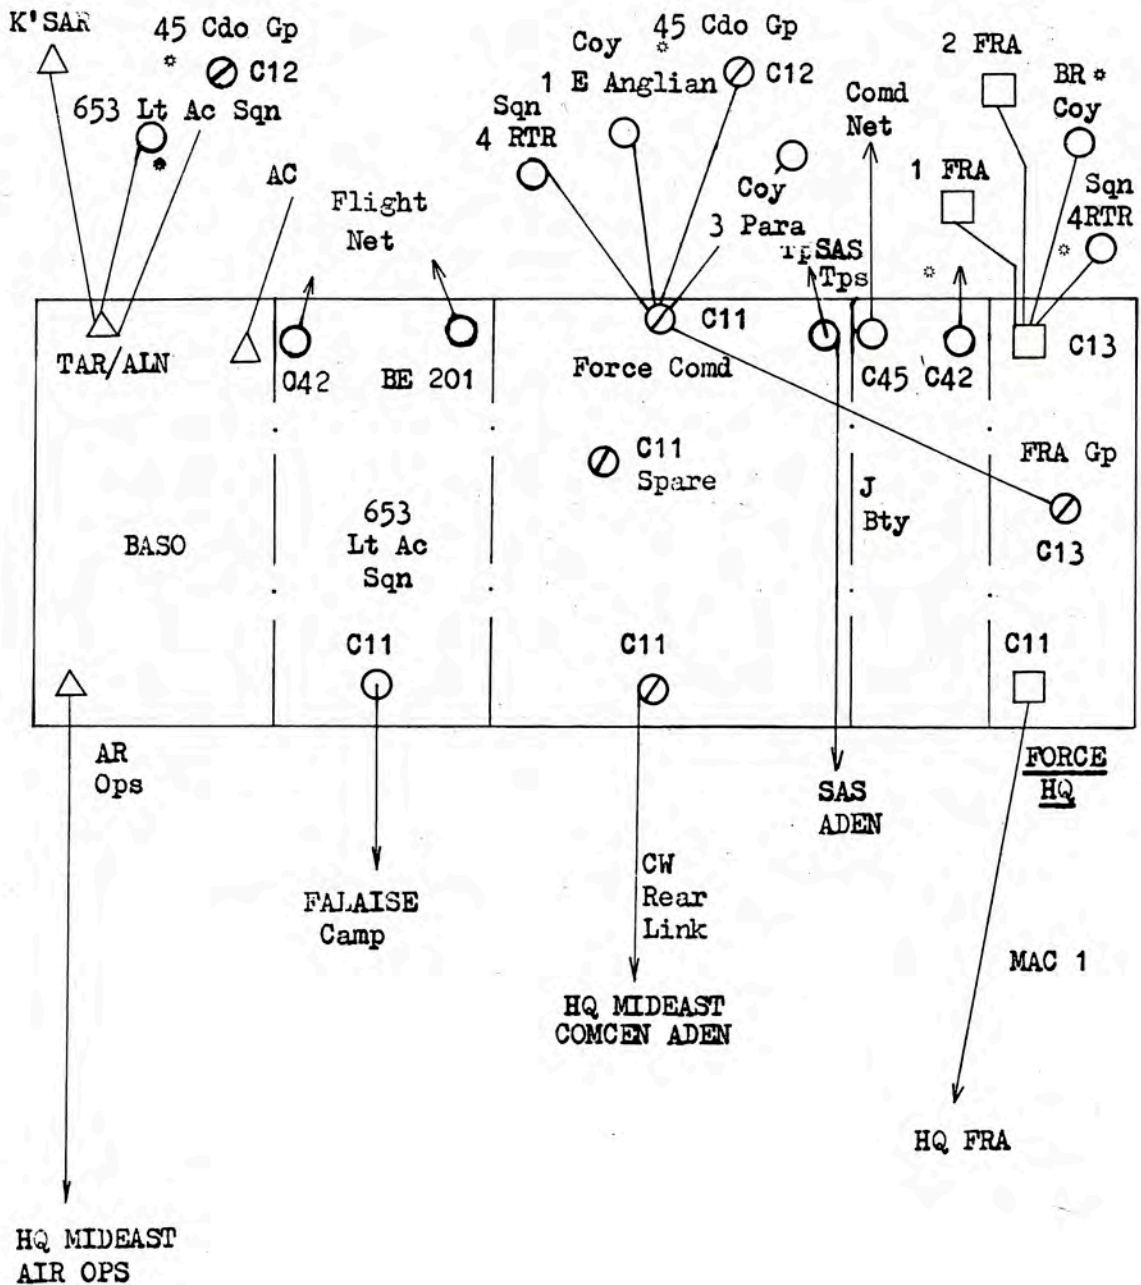 K'SAR
45 Cdo Gp
C12
653 Lt Ac Sqn
AC
Flight
Net
Sqn
4 RTR
Coy
1 E Anglian
45 Cdo Gp
C12
Coy
3 Para
TpSAS
Tps
Comd
Net
2 FRA
1 FRA
BR
Coy
Sqn
4RTR
TAR/ALN
C42
BE 201
C11
Force Comd
C45
C42
C13
C11
Spare
FRA Gp
C13
J
Bty
BASO
653
Lt Ac
Sqn
C11
C11
C11
AR
Ops
FORCE
HQ
SAS
ADEN
FALAISE
Camp
CW
Rear
Link
MAC 1
HQ MIDEAST
COMCEN ADEN
HQ FRA
HQ MIDEAST
AIR OPS